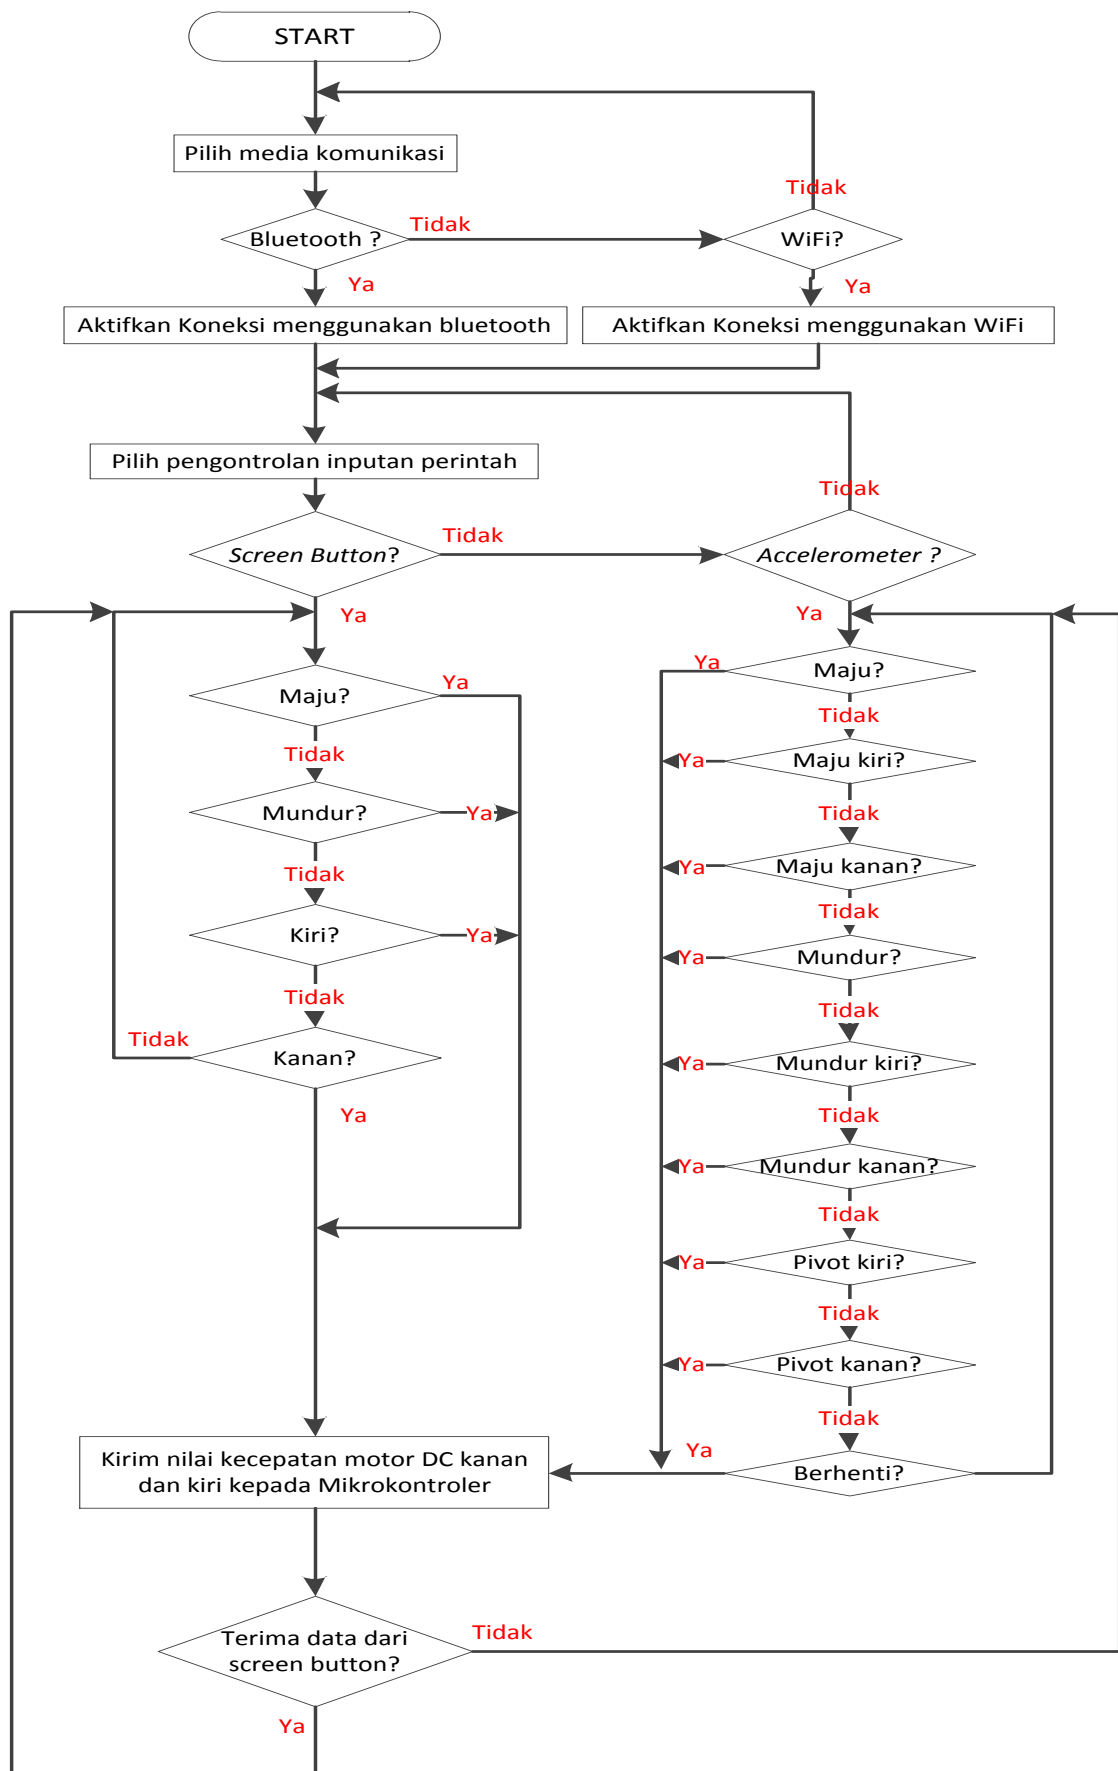 START
Pilih media komunikasi
Tidak
Bluetooth ?
Tidak
WiFi?
Ya
Ya
Aktifkan Koneksi menggunakan bluetooth
Aktifkan Koneksi menggunakan WiFi
Pilih pengontrolan inputan perintah
Tidak
Screen Button?
Tidak
Accelerometer ?
Ya
Ya
Maju?
Ya
Tidak
Mundur?
Ya
Tidak
Kiri?
Ya
Tidak
Tidak
Kanan?
Ya
Ya
Maju?
Tidak
Ya
Maju kiri?
Tidak
Ya
Maju kanan?
Tidak
Ya
Mundur?
Tidak
Ya
Mundur kiri?
Tidak
Ya
Mundur kanan?
Tidak
Ya
Pivot kiri?
Tidak
Ya
Pivot kanan?
Tidak
Ya
Berhenti?
Kirim nilai kecepatan motor DC kanan
dan kiri kepada Mikrokontroler
Terima data dari
screen button?
Tidak
Ya